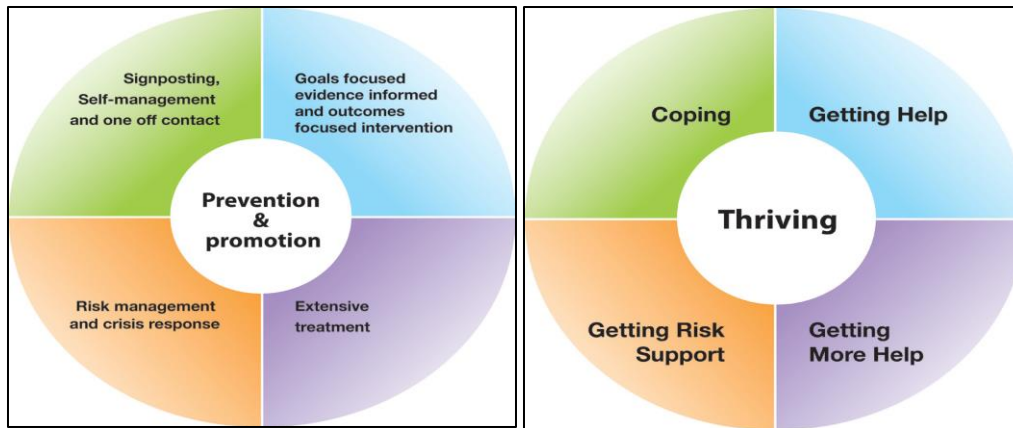 Signposting,
Self-management
and one off contact
Goals focused
evidence informed
and outcomes
focused intervention
Prevention
&
promotion
Risk management
and crisis response
Extensive
treatment
Coping
Getting Help
Thriving
Getting Risk
Support
Getting
More Help